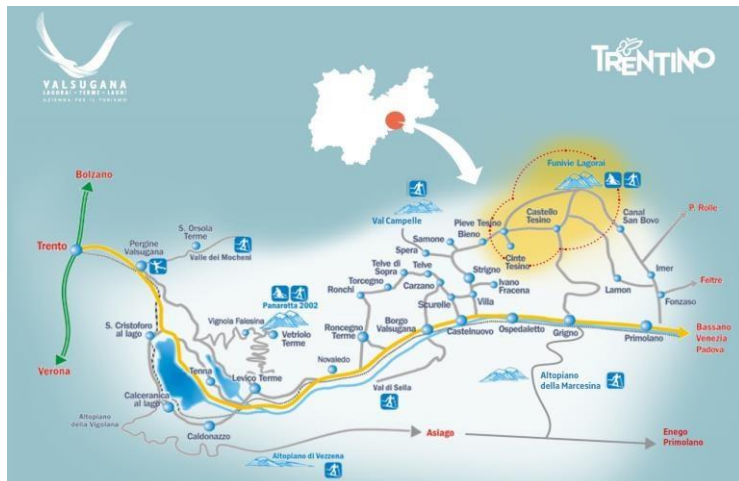 VALSUGANA
LAGORAI - TERME - LAGHI
AZIENDA PER IL TURISMO
TRENTINO
Bolzano
Funivie Lagorai
Val Campelle
Pieve Tesino
Castello
Tesino
Canal
San Bovo
P. Rolle
S. Orsola
Terme
Trento
Pergine
Valsugana
Valle dei Mocheni
Samone
Bieno
Spera
Cinte
Tesino
Telve di
Sopra
Telve
Strigno
Imer
Feltre
Torcegno
Ronchi
Carzano
Ivano
Fracena
Lamon
Fonzaso
Panarotta 2002
Scurelle
Villa
S. Cristoforo
al lago
Vignola Falesina
Vetriolo
Terme
Roncegno
Terme
Borgo
Valsugana
Castelnuovo
Ospedaletto
Grigno
Primolano
Bassano
Venezia
Padova
Verona
Novaledo
Tenna
Levico Terme
Val di Sella
Altopiano
della Marcesina
Calceranica
al lago
Altopiano
della Vigolana
Caldonazzo
Asiago
Enego
Primolano
Altopiano di Vezzena